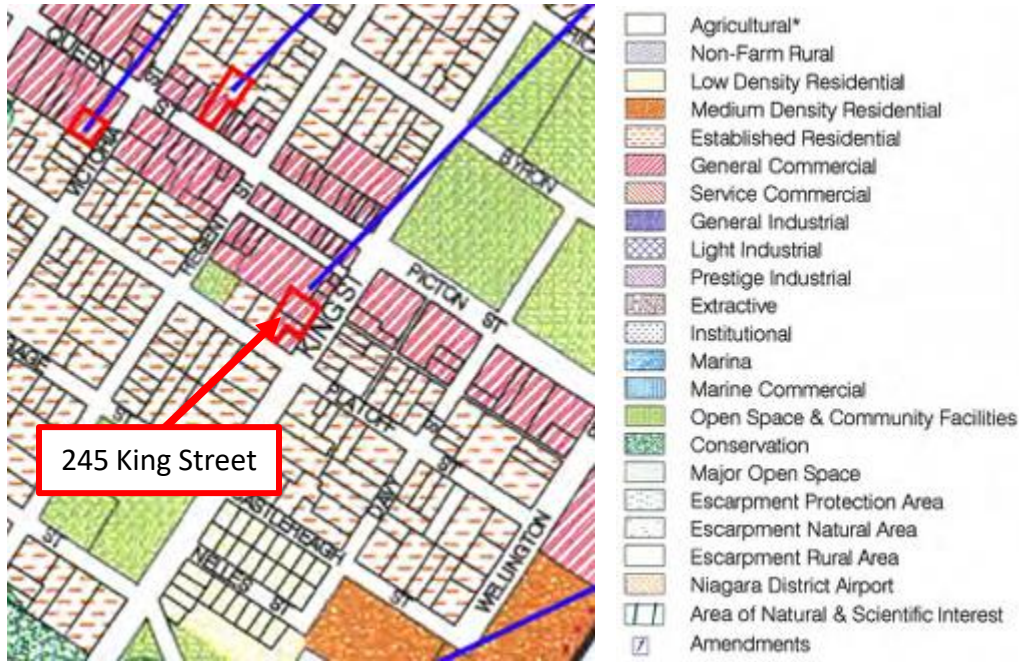 QUEEN
ST
VICTORIA
BYRON
ST
REGENT
PICTON
ST
KING ST
PLATOFF
ST
ST
245 King Street
CASTLEREAGH
ST
DAVY
NELLES
ST
WELLINGTON
ST
Agricultural*
Non-Farm Rural
Low Density Residential
Medium Density Residential
Established Residential
General Commercial
Service Commercial
General Industrial
Light Industrial
Prestige Industrial
Extractive
Institutional
Marina
Marine Commercial
Open Space & Community Facilities
Conservation
Major Open Space
Escarpment Protection Area
Escarpment Natural Area
Escarpment Rural Area
Niagara District Airport
Area of Natural & Scientific Interest
Amendments